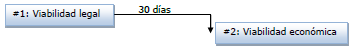 #1: Viabilidad legal
30 días
#2: Viabilidad económica